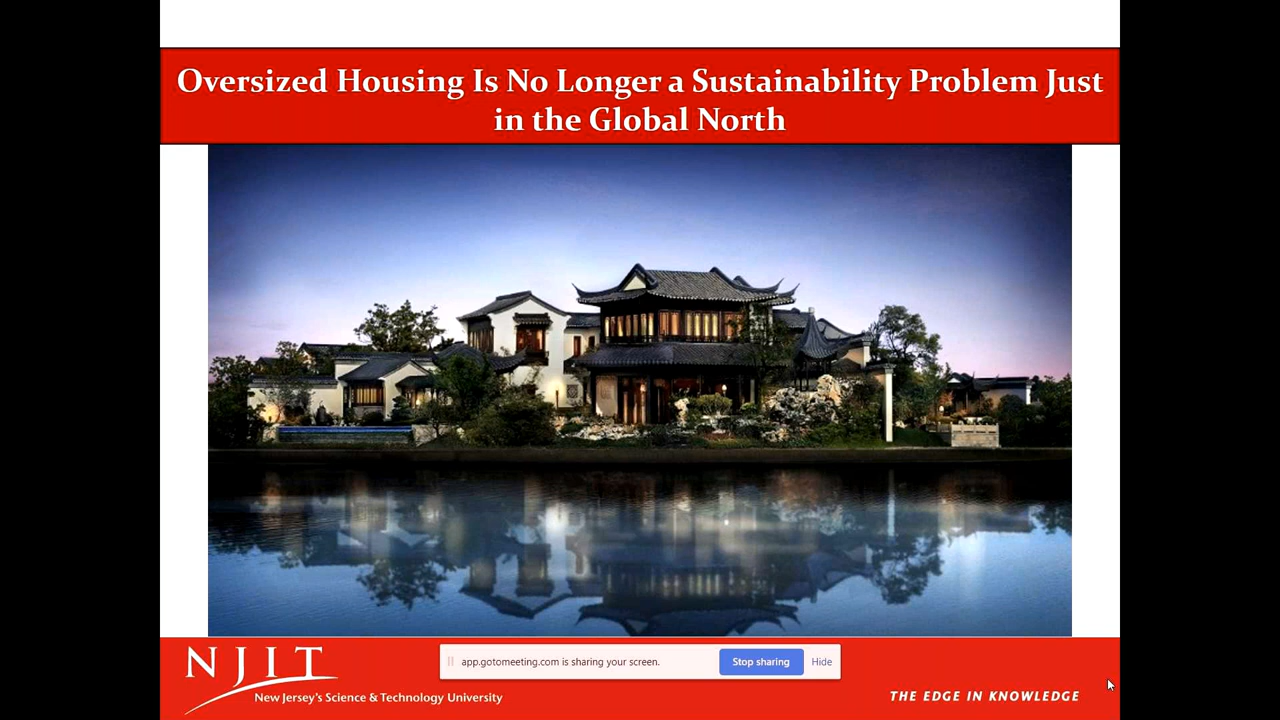 Oversized Housing Is No Longer a Sustainability Problem Just
in the Global North
NJIT
New Jersey's Science & Technology University
app.gotomeeting.com is sharing your screen.
Stop sharing
Hide
THE EDGE IN KNOWLEDGE